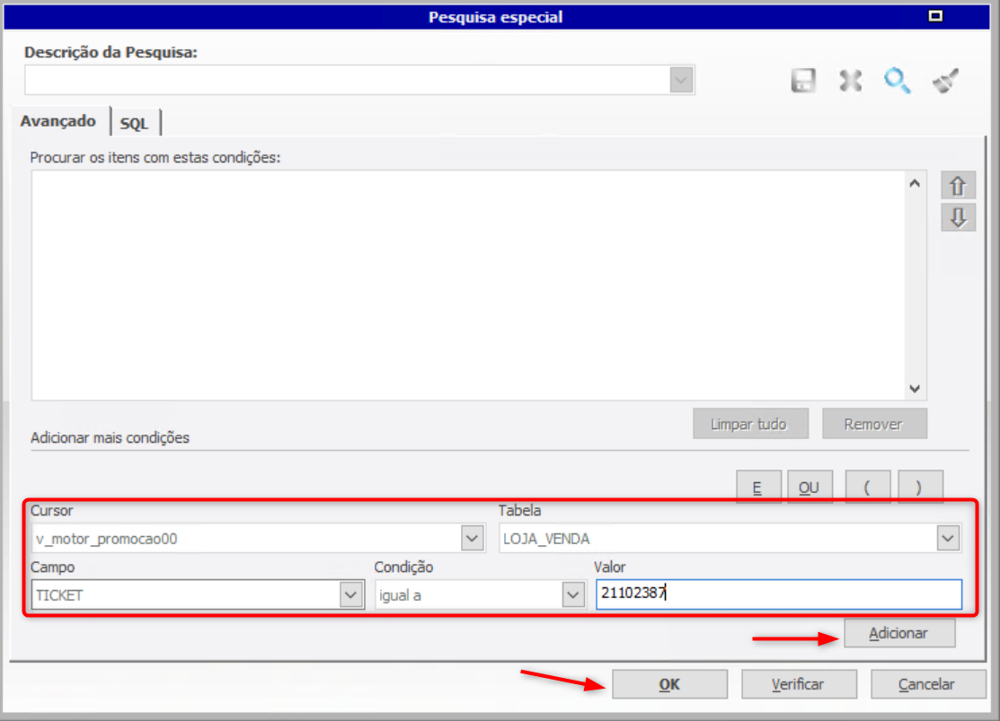 Pesquisa especial
Descrição da Pesquisa:
Avançado SQL
Procurar os itens com estas condições:
Limpar tudo Remover
Adicionar mais condições
E OU ( )
Cursor Tabela
v_motor_promocao00 LOJA_VENDA
Campo Condição Valor
TICKET igual a 21102387
Adicionar
OK Verificar Cancelar